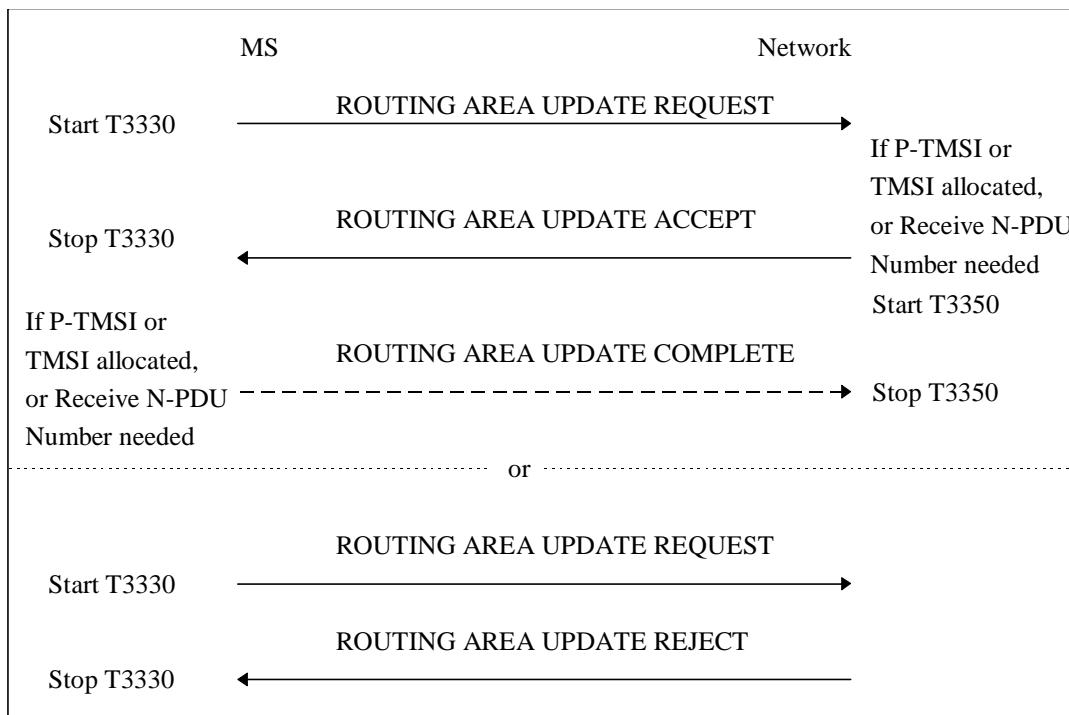 MS
Network
ROUTING AREA UPDATE REQUEST
Start T3330
If P-TMSI or
TMSI allocated,
or Receive N-PDU
Number needed
Start T3350
ROUTING AREA UPDATE ACCEPT
Stop T3330
If P-TMSI or
TMSI allocated,
or Receive N-PDU
Number needed
ROUTING AREA UPDATE COMPLETE
Stop T3350
or
ROUTING AREA UPDATE REQUEST
Start T3330
ROUTING AREA UPDATE REJECT
Stop T3330